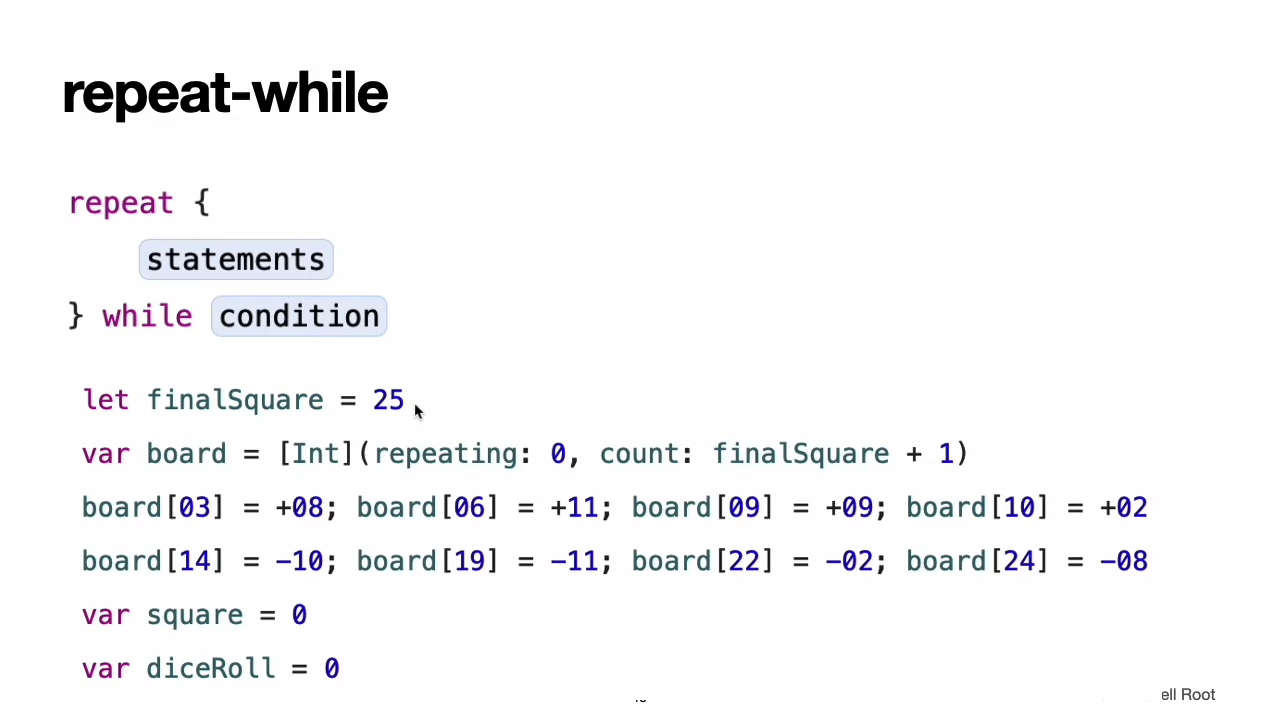 repeat-while
repeat {
statements
} while condition
let finalSquare = 25
var board = [Int](repeating: 0, count: finalSquare + 1)
board[03] = +08; board[06] = +11; board[09] = +09; board[10] = +02
board[14] = -10; board[19] = -11; board[22] = -02; board[24] = -08
var square = 0
var diceRoll = 0
ell Root